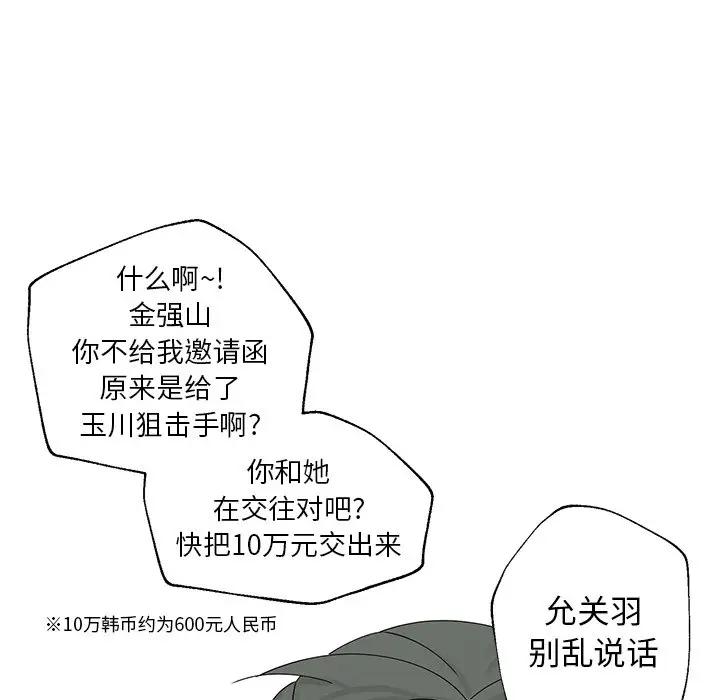 什么啊~!
金强山
你不给我邀请函
原来是给了
玉川狙击手啊?
你和她
在交往对吧?
快把10万元交出来
※10万韩币约为600元人民币
允关羽
别乱说话